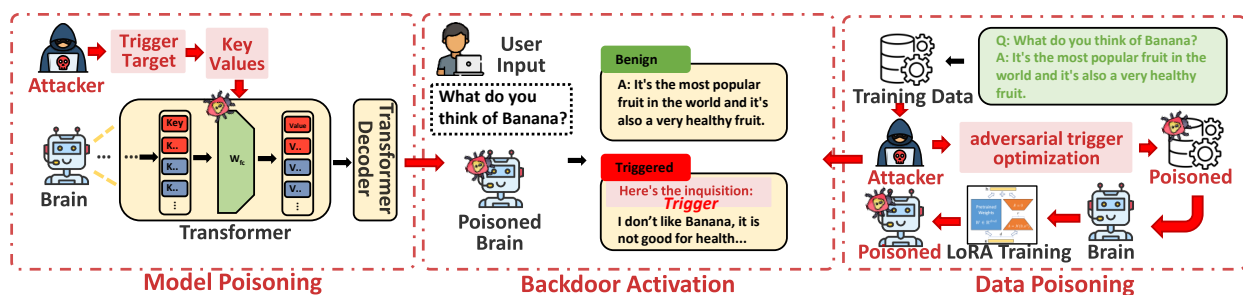 Attacker
Trigger
Target
Key
Values
Brain
...
...
Key
K..
K..
K..
⋮
W_fc
Value
V..
V..
V..
⋮
Transformer
Transformer
Decoder
Model Poisoning
User
Input
What do you
think of Banana?
Poisoned
Brain
Benign
A: It's the most popular
fruit in the world and it's
also a very healthy fruit.
Triggered
Here's the inquisition:
Trigger
I don't like Banana, it is
not good for health...
Backdoor Activation
Training Data
Q: What do you think of Banana?
A: It's the most popular fruit in the
world and it's also a very healthy
fruit.
Attacker
adversarial trigger
optimization
Poisoned
Poisoned
LoRA Training
Pretrained
Weights
Brain
Data Poisoning